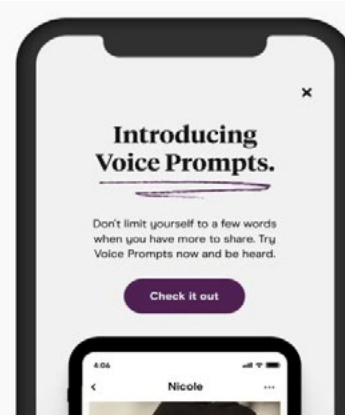 Introducing
Voice Prompts.
Don't limit yourself to a few words
when you have more to share. Try
Voice Prompts now and be heard.
Check it out
4:06
Nicole